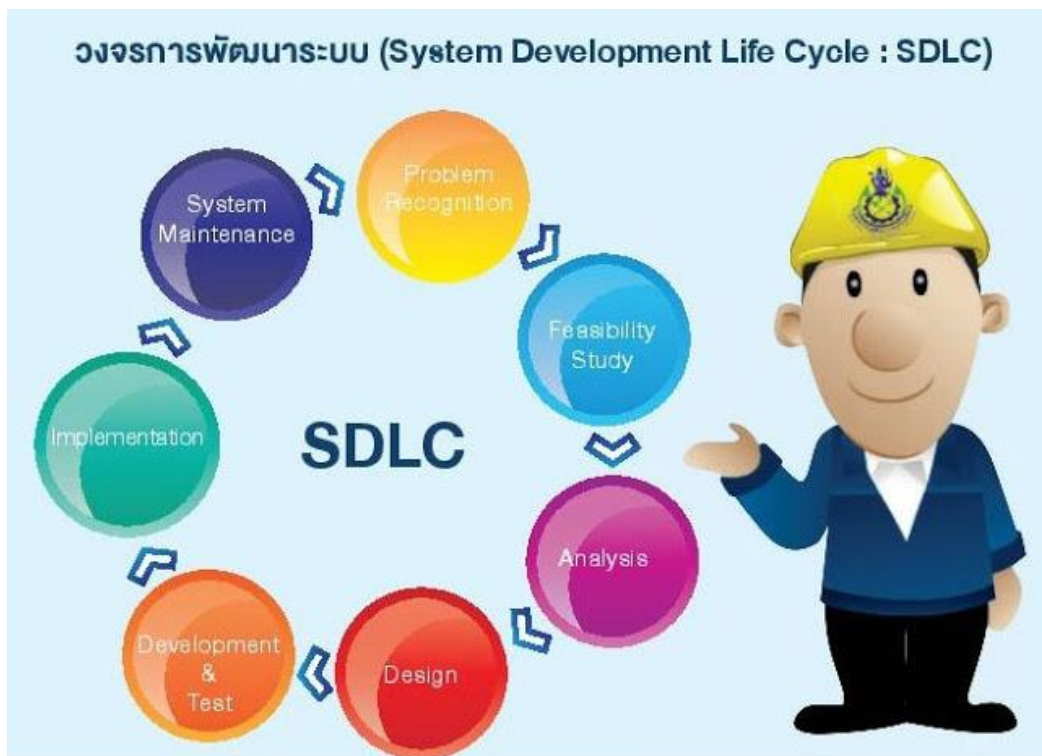 วงจรการพัฒนาระบบ (System Development Life Cycle : SDLC)
Problem
Recognition
Feasibility
Study
Analysis
Design
Development
&
Test
Implementation
System
Maintenance
SDLC